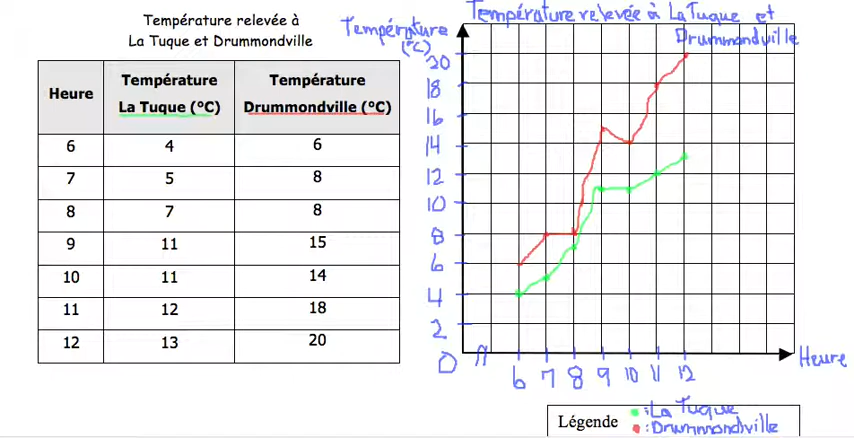 Température relevée à
La Tuque et Drummondville
Heure Température La Tuque (°C) Température Drummondville (°C)
6 4 6
7 5 8
8 7 8
9 11 15
10 11 14
11 12 18
12 13 20
Température relevée à La Tuque et
Drummondville
Température
(°C)
20
18
16
14
12
10
8
6
4
2
0
6 7 8 9 10 11 12
Heure
Légende
: La Tuque
: Drummondville